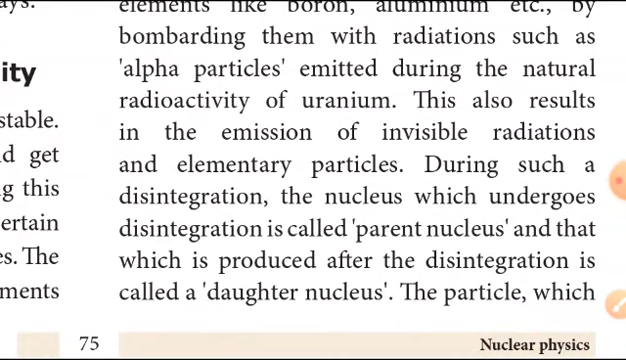 ays.
ity
stable.
d get
g this
ertain
es. The
ments
elements like boron, aluminium etc., by
bombarding them with radiations such as
'alpha particles' emitted during the natural
radioactivity of uranium. This also results
in the emission of invisible radiations
and elementary particles. During such a
disintegration, the nucleus which undergoes
disintegration is called 'parent nucleus' and that
which is produced after the disintegration is
called a 'daughter nucleus'. The particle, which
75
Nuclear physics